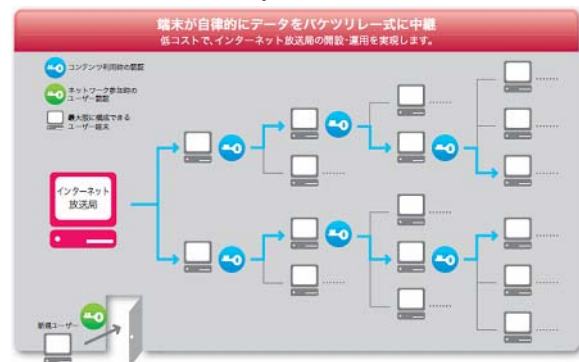 端末が自律的にデータをバケツリレー式に中継
低コストで、インターネット放送局の開設・運用を実現します。
コンテンツ利用時の認証
ネットワーク参加時の
ユーザー認証
最大限に構成できる
ユーザー端末
インターネット
放送局
新規ユーザー